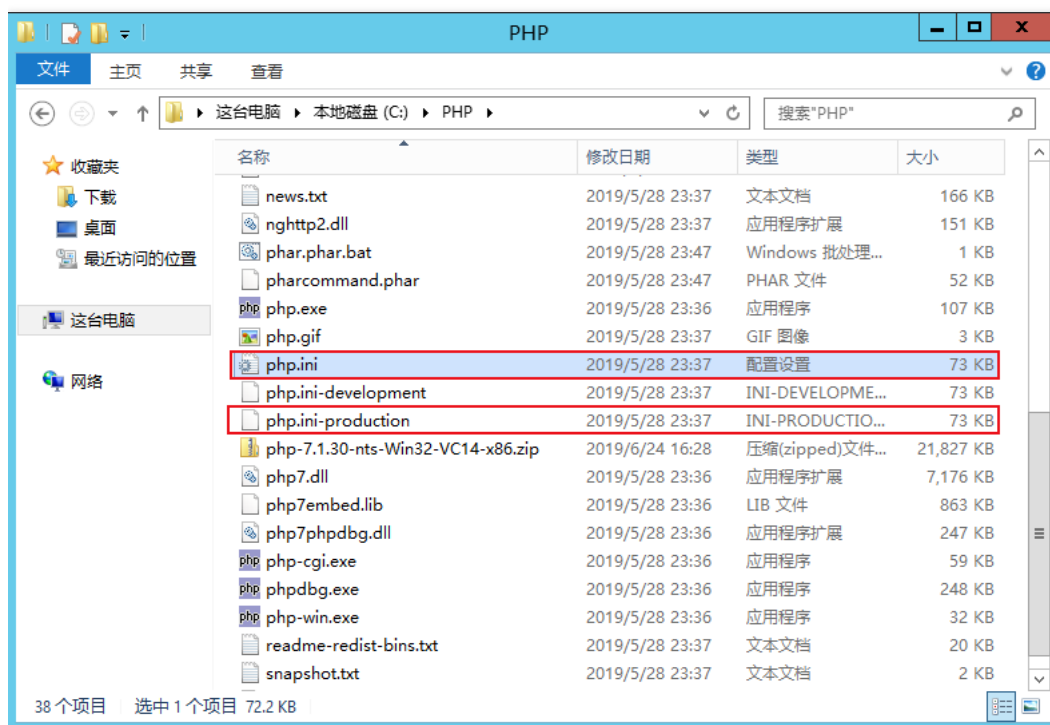 PHP
文件 主页 共享 查看
这台电脑 本地磁盘 (C:) PHP 搜索"PHP"
名称 修改日期 类型 大小
收藏夹
下载
桌面
最近访问的位置
这台电脑
网络
news.txt 2019/5/28 23:37 文本文档 166 KB
nghttp2.dll 2019/5/28 23:37 应用程序扩展 151 KB
phar.phar.bat 2019/5/28 23:47 Windows 批处理... 1 KB
pharcommand.phar 2019/5/28 23:47 PHAR 文件 52 KB
php php.exe 2019/5/28 23:36 应用程序 107 KB
php.gif 2019/5/28 23:37 GIF 图像 3 KB
php.ini 2019/5/28 23:37 配置设置 73 KB
php.ini-development 2019/5/28 23:37 INI-DEVELOPME... 73 KB
php.ini-production 2019/5/28 23:37 INI-PRODUCTIO... 73 KB
php-7.1.30-nts-Win32-VC14-x86.zip 2019/6/24 16:28 压缩(zipped)文件... 21,827 KB
php7.dll 2019/5/28 23:36 应用程序扩展 7,176 KB
php7embed.lib 2019/5/28 23:36 LIB 文件 863 KB
php7phpdbg.dll 2019/5/28 23:36 应用程序扩展 247 KB
php php-cgi.exe 2019/5/28 23:36 应用程序 59 KB
php phpdbg.exe 2019/5/28 23:36 应用程序 248 KB
php php-win.exe 2019/5/28 23:36 应用程序 32 KB
readme-redist-bins.txt 2019/5/28 23:37 文本文档 20 KB
snapshot.txt 2019/5/28 23:37 文本文档 2 KB
38 个项目 选中 1 个项目 72.2 KB